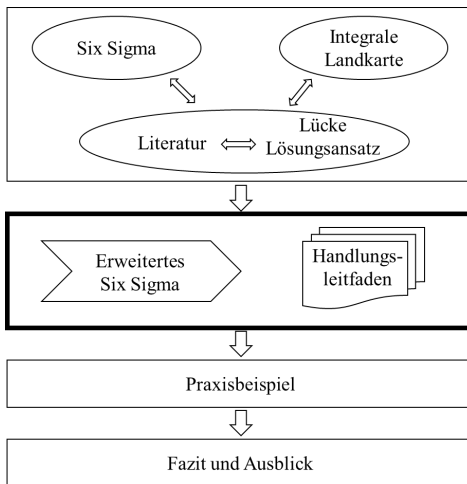 Six Sigma
Integrale
Landkarte
Literatur
Lücke
Lösungsansatz
Erweitertes
Six Sigma
Handlungs-
leitfaden
Praxisbeispiel
Fazit und Ausblick